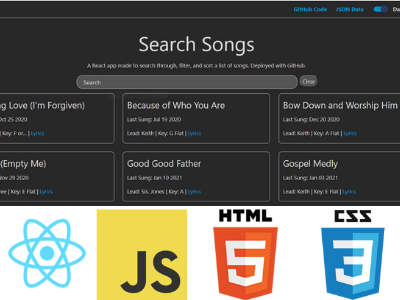 GitHub Code JSON Data Da
Search Songs
A React app made to search through, filter, and sort a list of songs. Deployed with GitHub.
Search Clear
ng Love (I'm Forgiven) Because of Who You Are Bow Down and Worship Him
Oct 25 2020 Last Sung: Jul 19 2020 Last Sung: Dec 20 2020
| Key: F or... | Lyrics Lead: Keith | Key: G Flat | Lyrics Lead: Keith | Key: A Flat | Lyrics
(Empty Me) Good Good Father Gospel Medly
Nov 29 2020 Last Sung: Jan 10 2021 Last Sung: Jan 03 2021
ree | Key: E Flat | Lyrics Lead: Sis. Jones | Key: A | Lyrics Lead: Keith | Key: E Flat | Lyrics
HTML CSS
JS 5 3